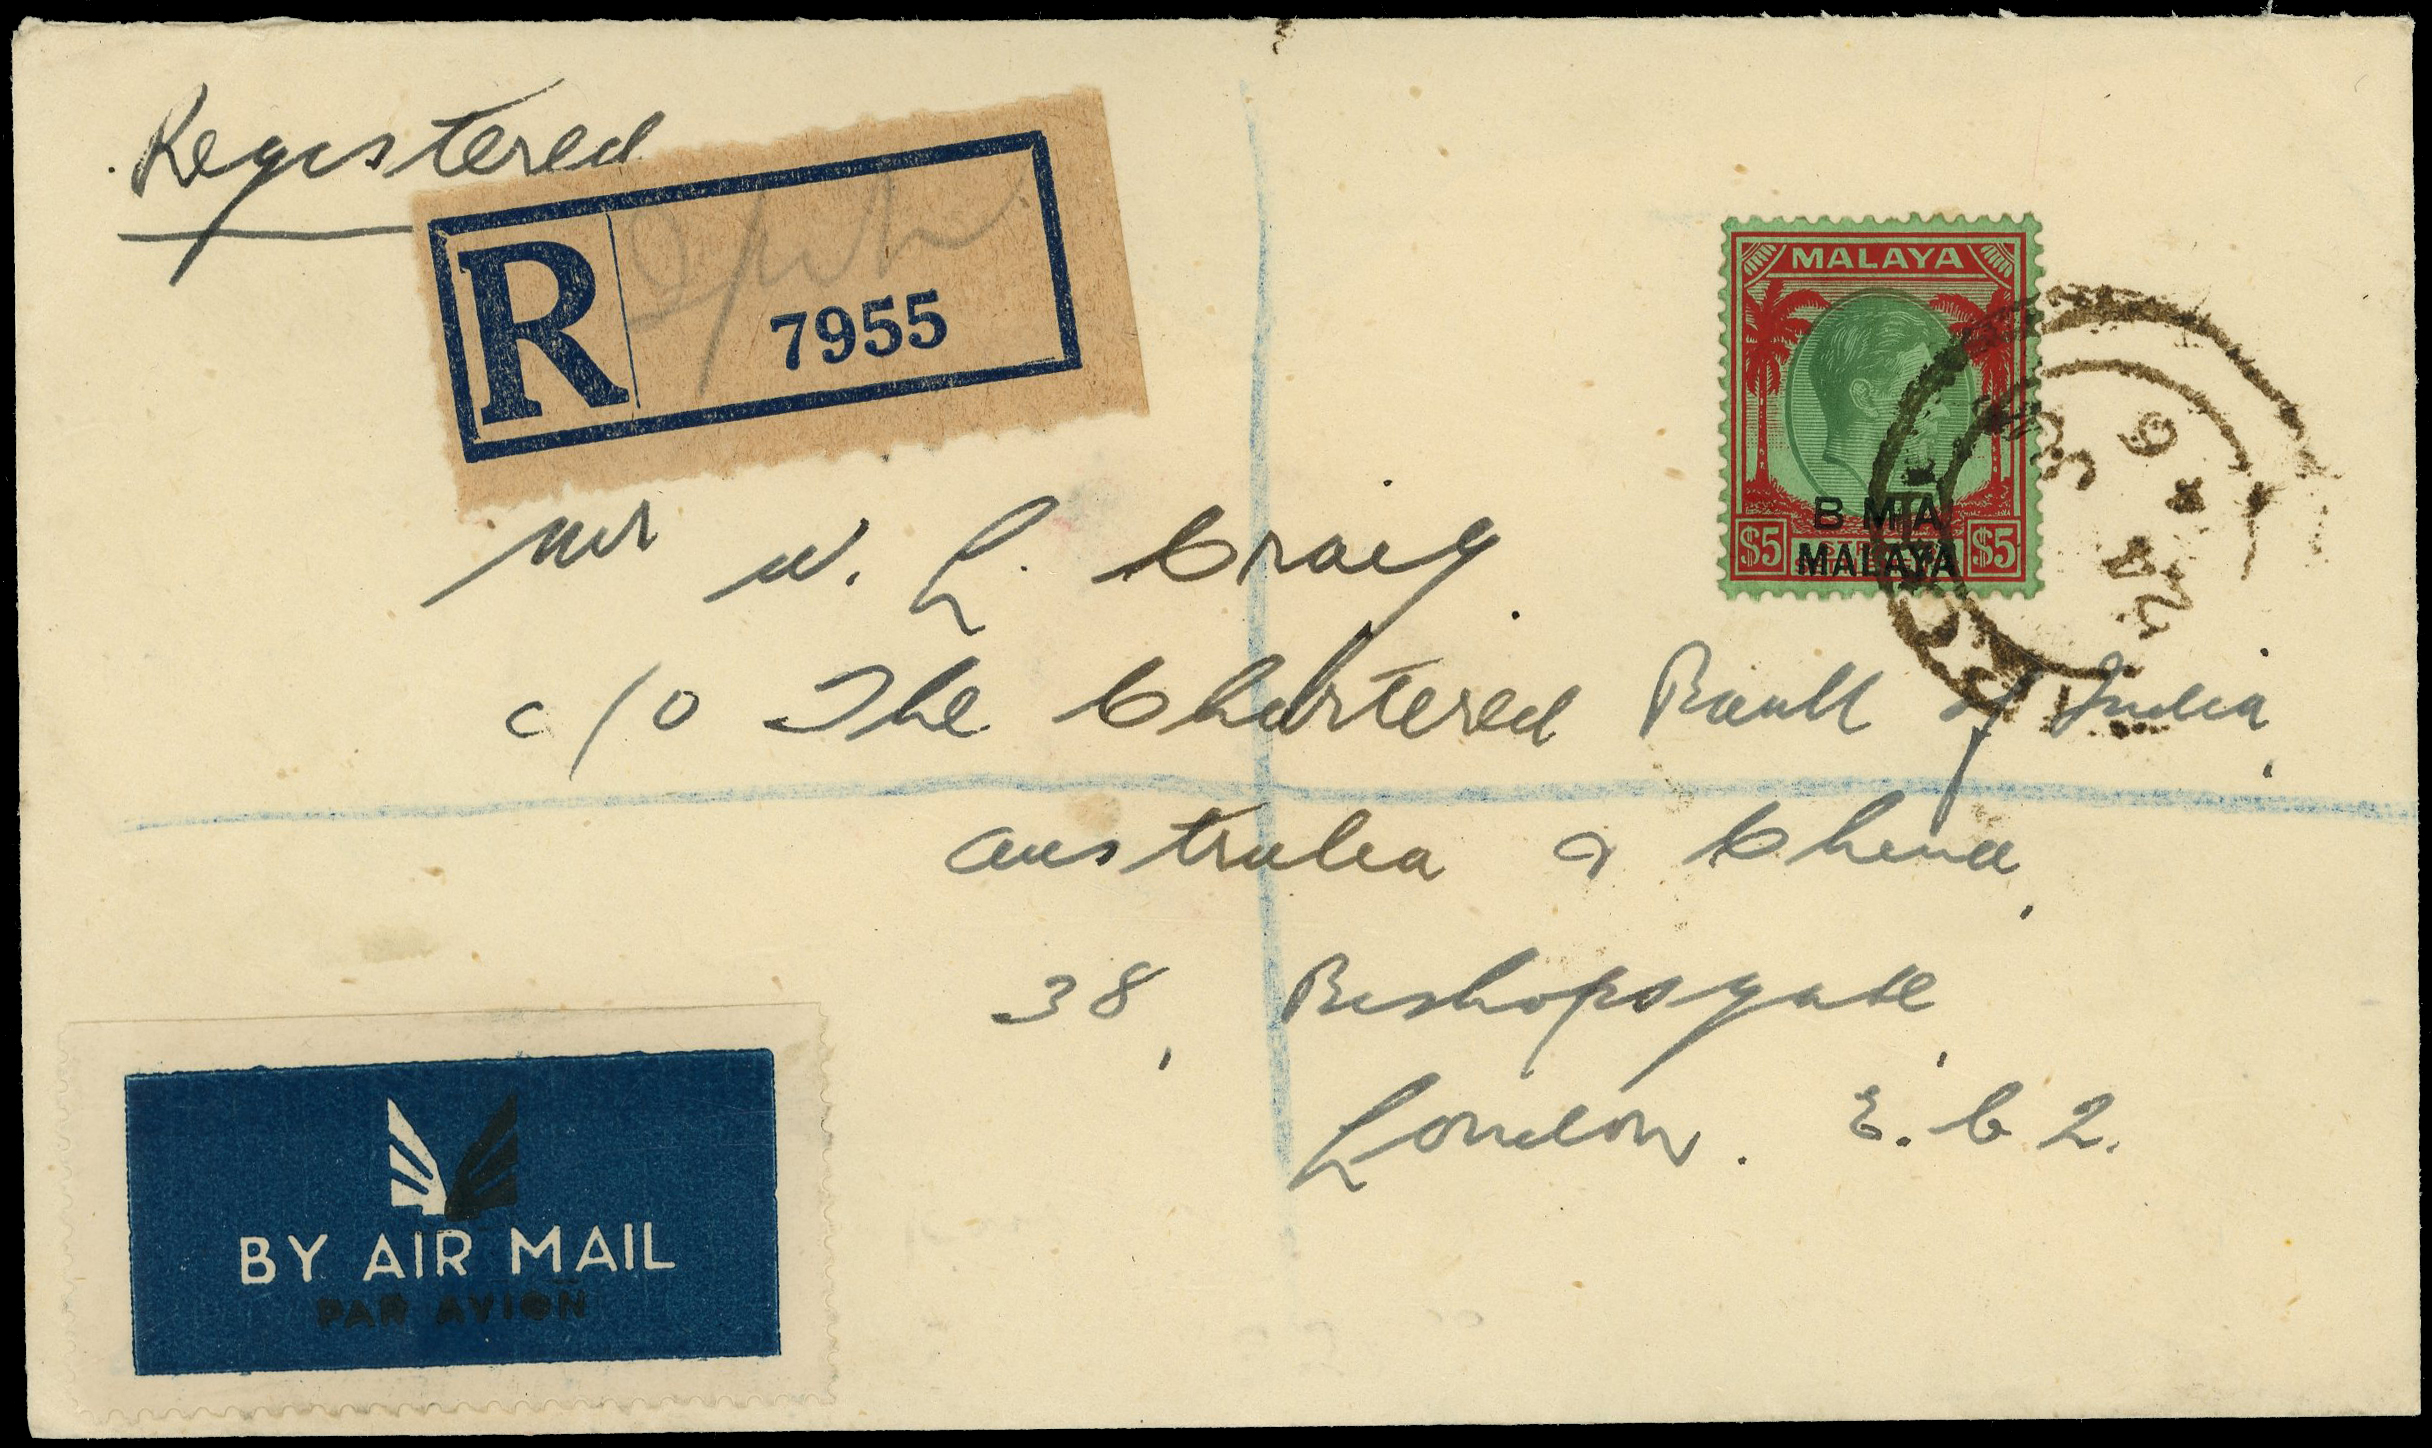 Registered
R
7955
MALAYA
B M A
MALAYA
$5 $5
Mr W. L. Craig
c/o The Chartered Bank of India,
Australia & China,
38, Bishopsgate,
London. E.C 2.
BY AIR MAIL
PAR AVION